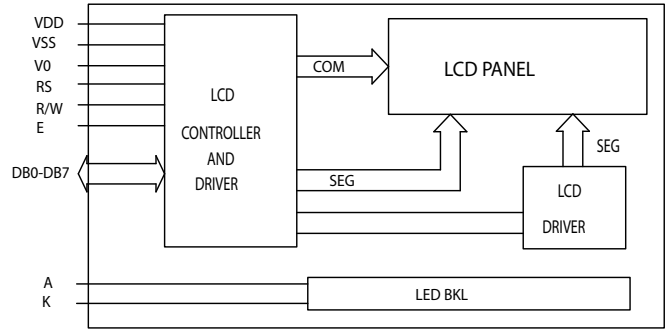 VDD
VSS
V0
RS
R/W
E
DB0-DB7
A
K
LCD
CONTROLLER
AND
DRIVER
COM
SEG
LCD PANEL
SEG
LCD
DRIVER
LED BKL